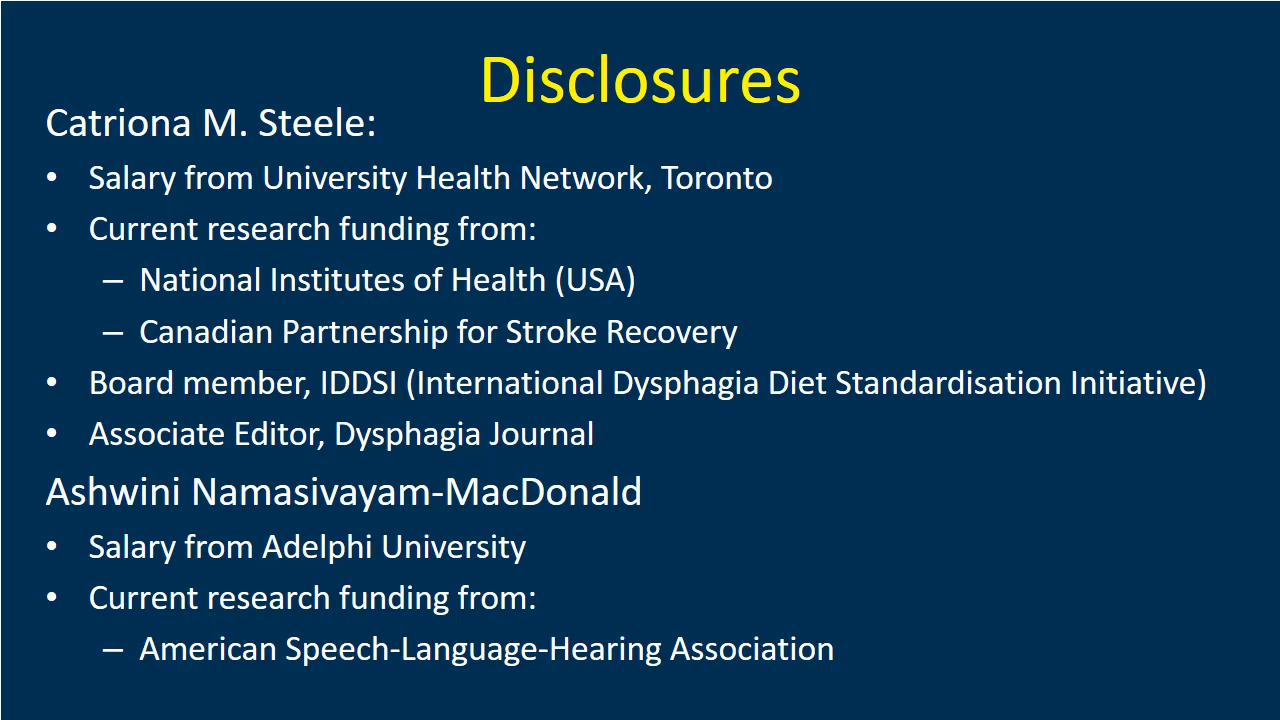 Disclosures
Catriona M. Steele:
• Salary from University Health Network, Toronto
• Current research funding from:
– National Institutes of Health (USA)
– Canadian Partnership for Stroke Recovery
• Board member, IDDSI (International Dysphagia Diet Standardisation Initiative)
• Associate Editor, Dysphagia Journal
Ashwini Namasivayam-MacDonald
• Salary from Adelphi University
• Current research funding from:
– American Speech-Language-Hearing Association